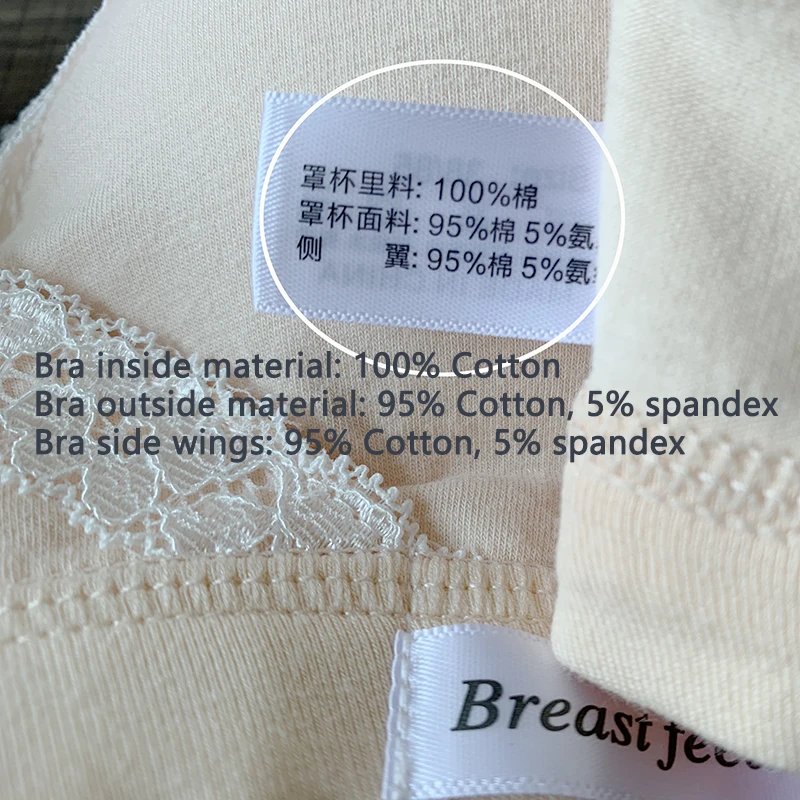 罩杯里料: 100%棉
罩杯面料: 95%棉 5%氨
侧 翼: 95%棉 5%氨
Bra inside material: 100% Cotton
Bra outside material: 95% Cotton, 5% spandex
Bra side wings: 95% Cotton, 5% spandex
Breast